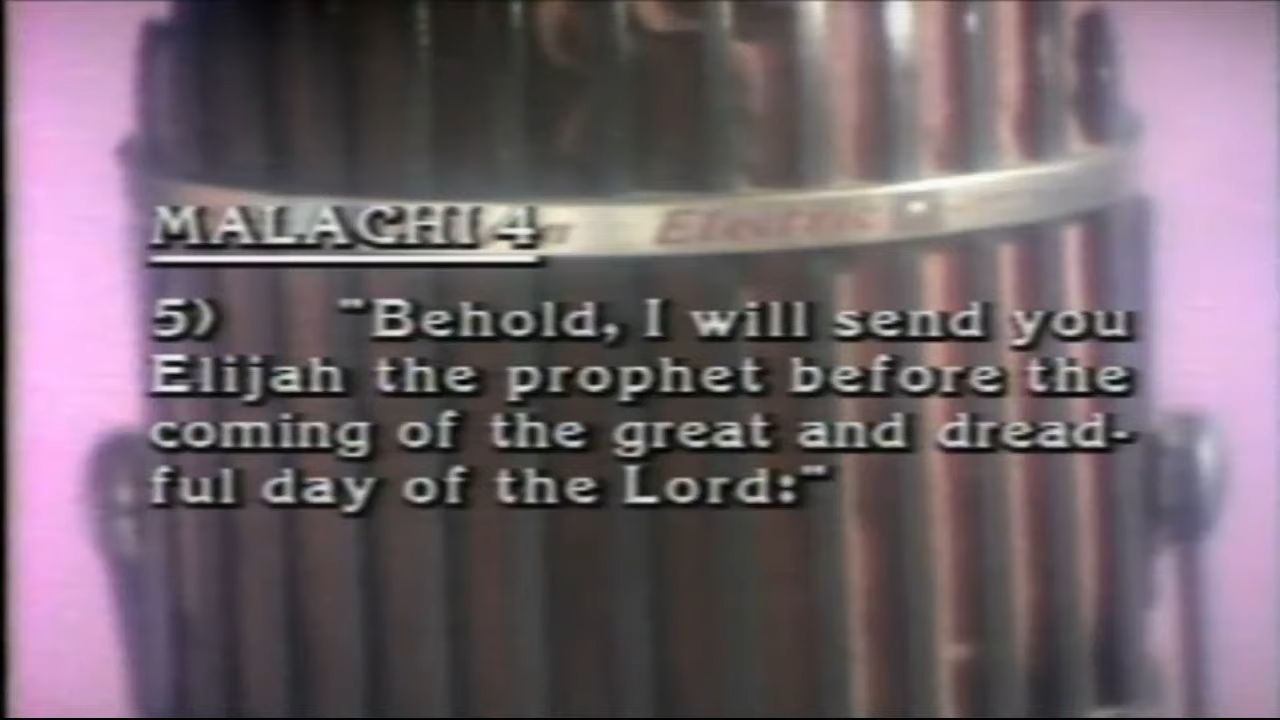 MALACHI 4
Electric
5) "Behold, I will send you
Elijah the prophet before the
coming of the great and dread-
ful day of the Lord:"